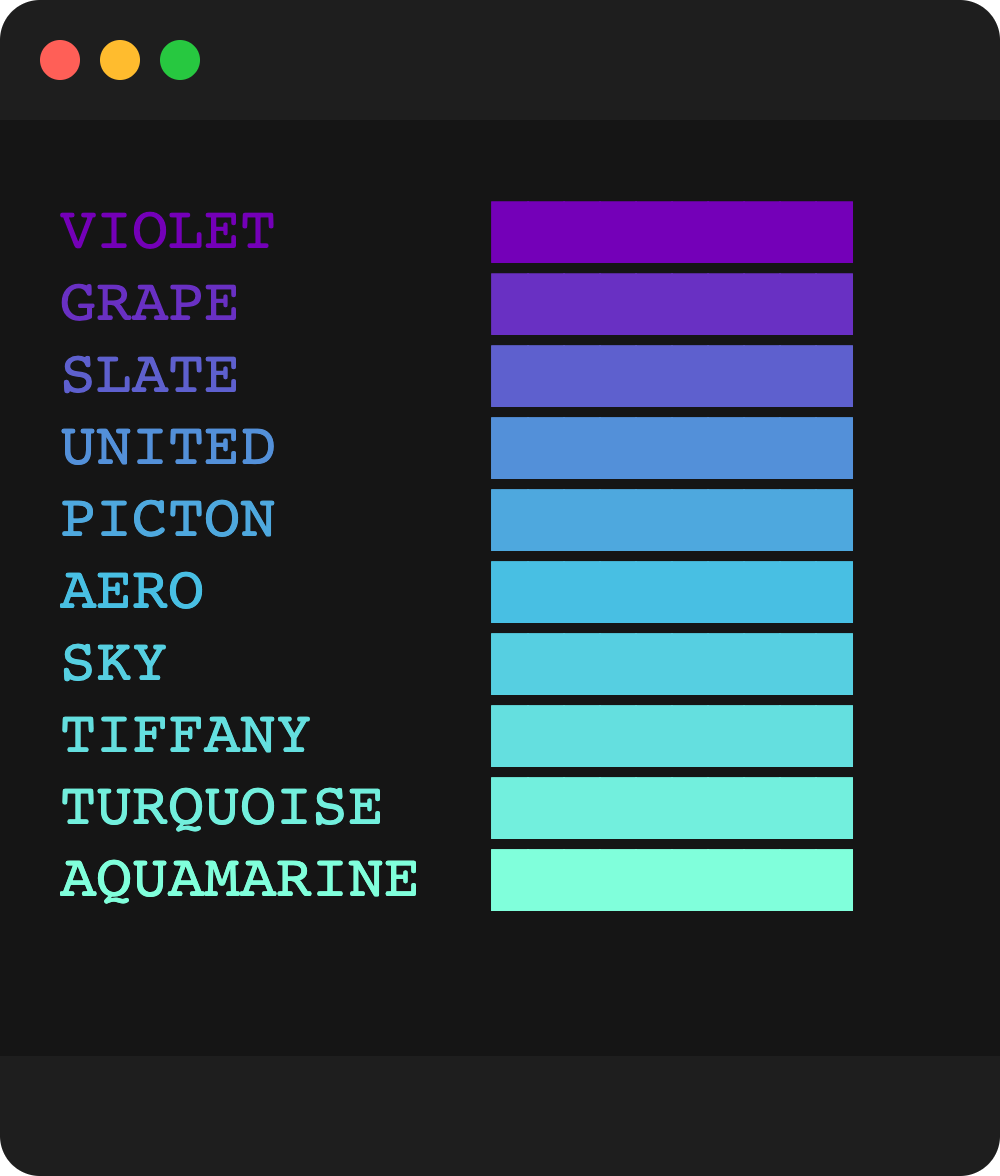 VIOLET
GRAPE
SLATE
UNITED
PICTON
AERO
SKY
TIFFANY
TURQUOISE
AQUAMARINE